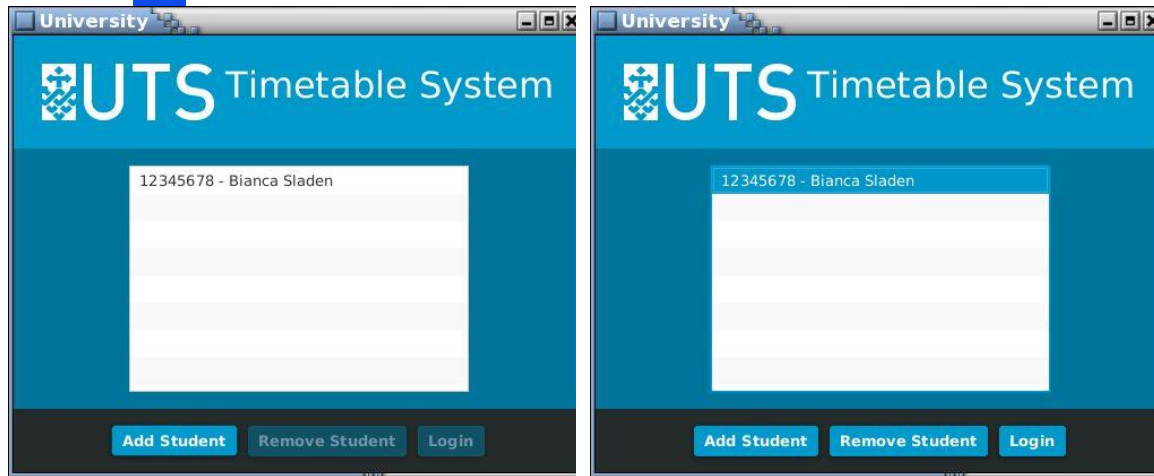 University
UTS Timetable System
12345678 - Bianca Sladen
Add Student Remove Student Login
University
UTS Timetable System
12345678 - Bianca Sladen
Add Student Remove Student Login